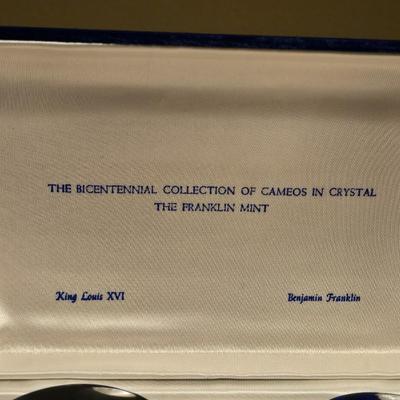 THE BICENTENNIAL COLLECTION OF CAMEOS IN CRYSTAL
THE FRANKLIN MINT
King Louis XVI
Benjamin Franklin